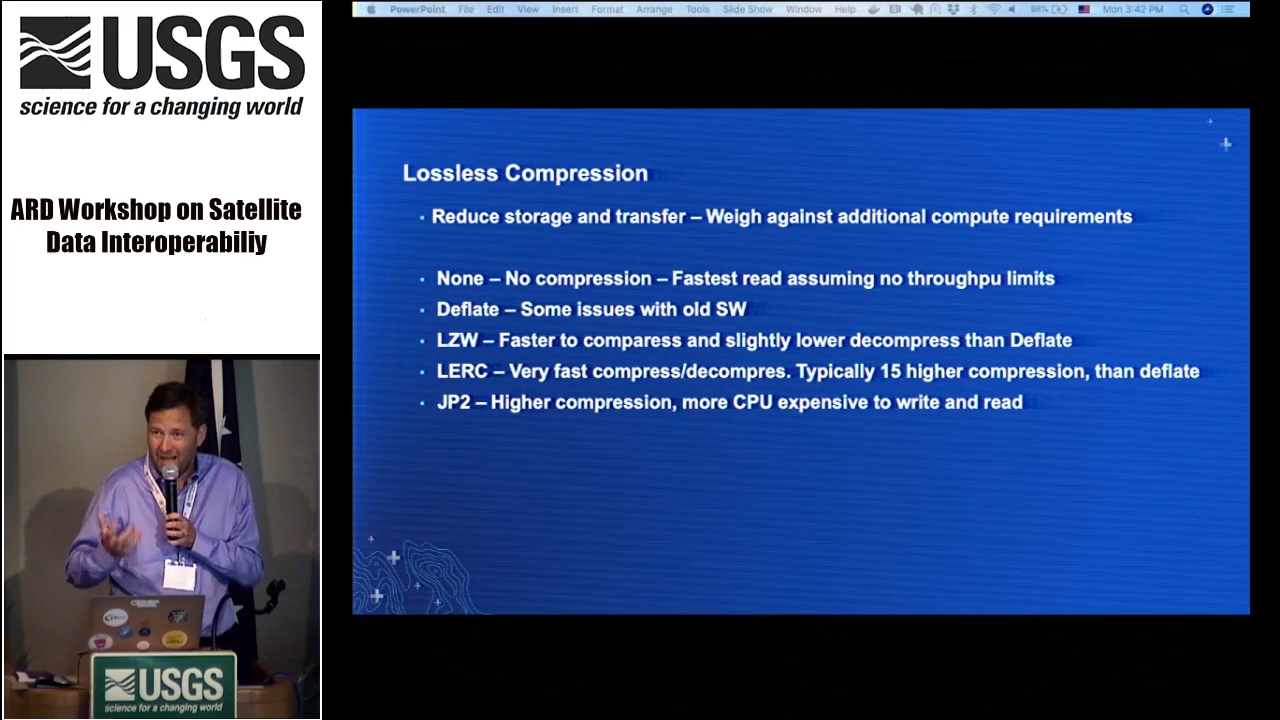 USGS
science for a changing world
ARD Workshop on Satellite
Data Interoperabiliy
PowerPoint File Edit View Insert Format Arrange Tools Slide Show Window Help 98% Mon 3:42 PM
Lossless Compression
· Reduce storage and transfer – Weigh against additional compute requirements
· None – No compression – Fastest read assuming no throughpu limits
· Deflate – Some issues with old SW
· LZW – Faster to comparess and slightly lower decompress than Deflate
· LERC – Very fast compress/decompres. Typically 15 higher compression, than deflate
· JP2 – Higher compression, more CPU expensive to write and read
USGS
science for a changing world